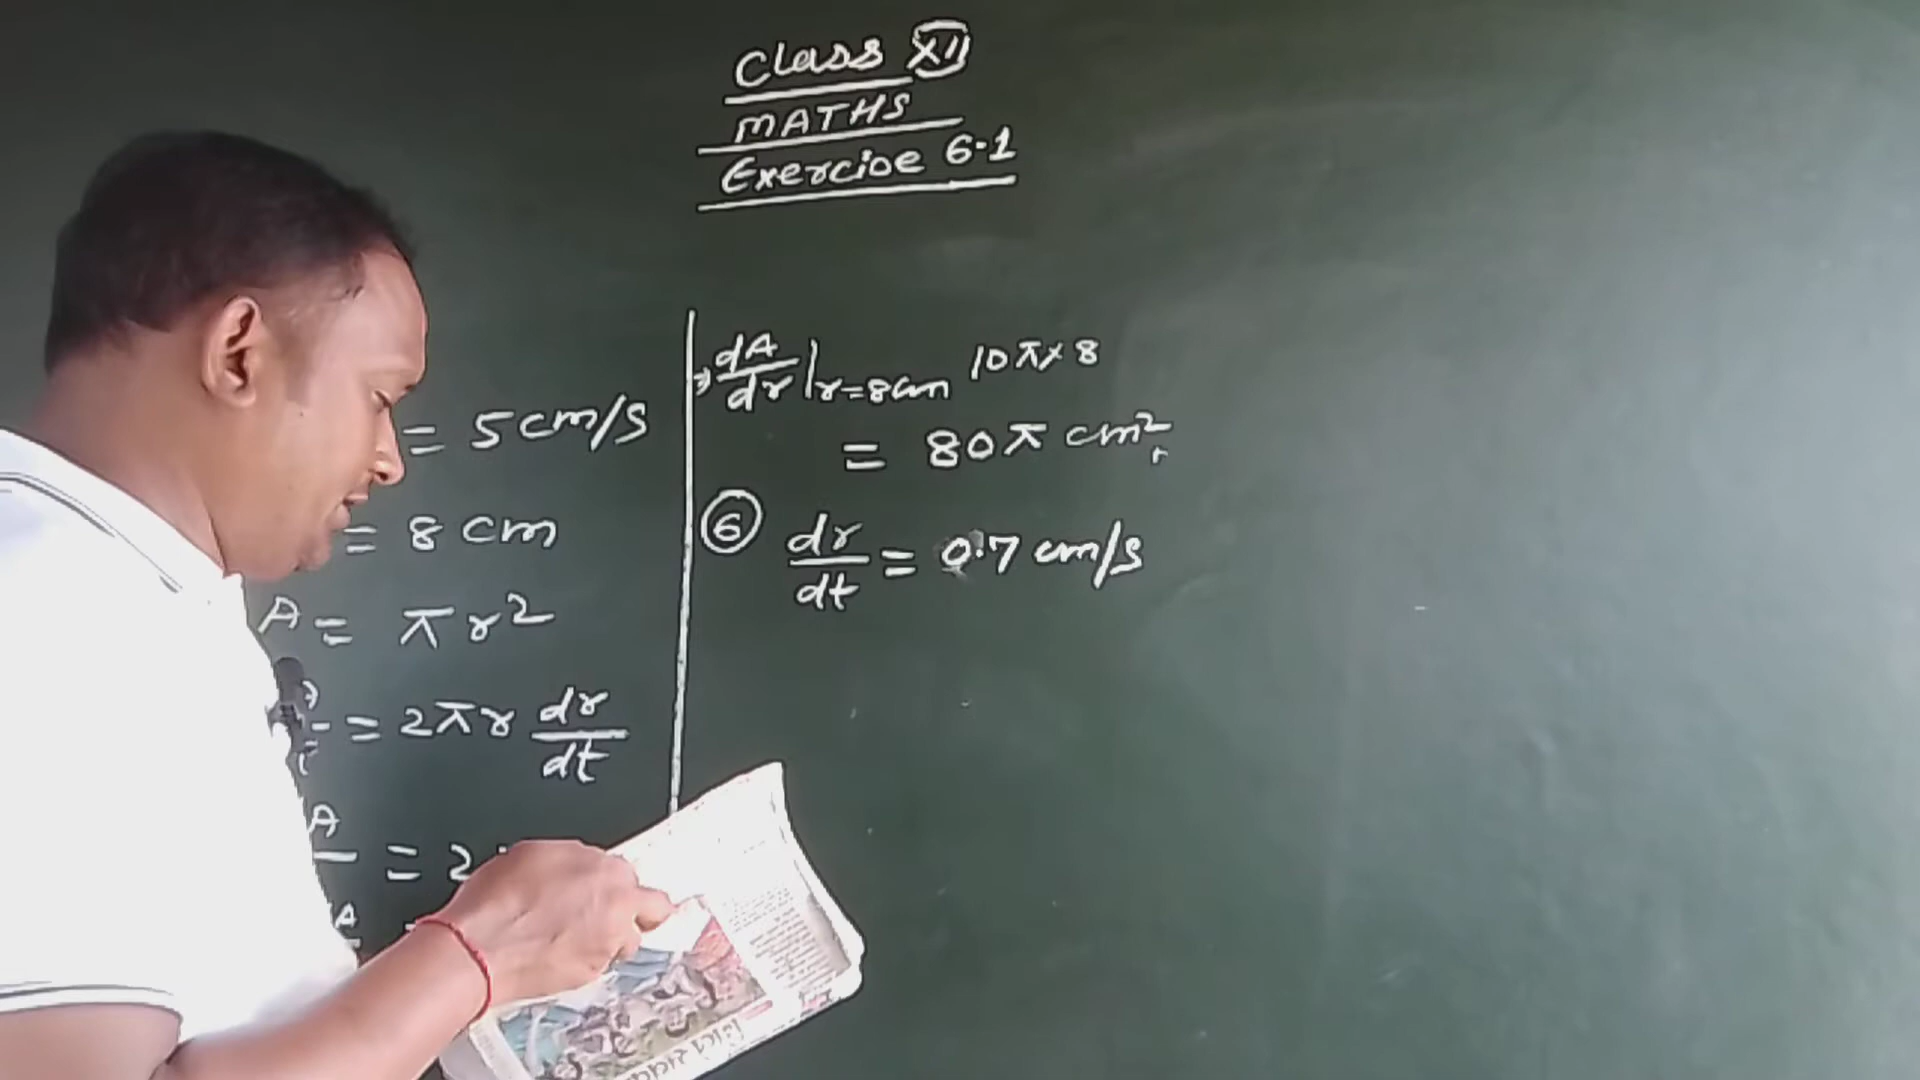 Class XII
MATHS
Exercise 6.1
= 5 cm/s
= 8 cm
A = πr²
= 2πr dr/dt
A
= 2
A
dA/dr|r=8cm 10π×8
= 80π cm²
⑥ dr/dt = 0.7 cm/s